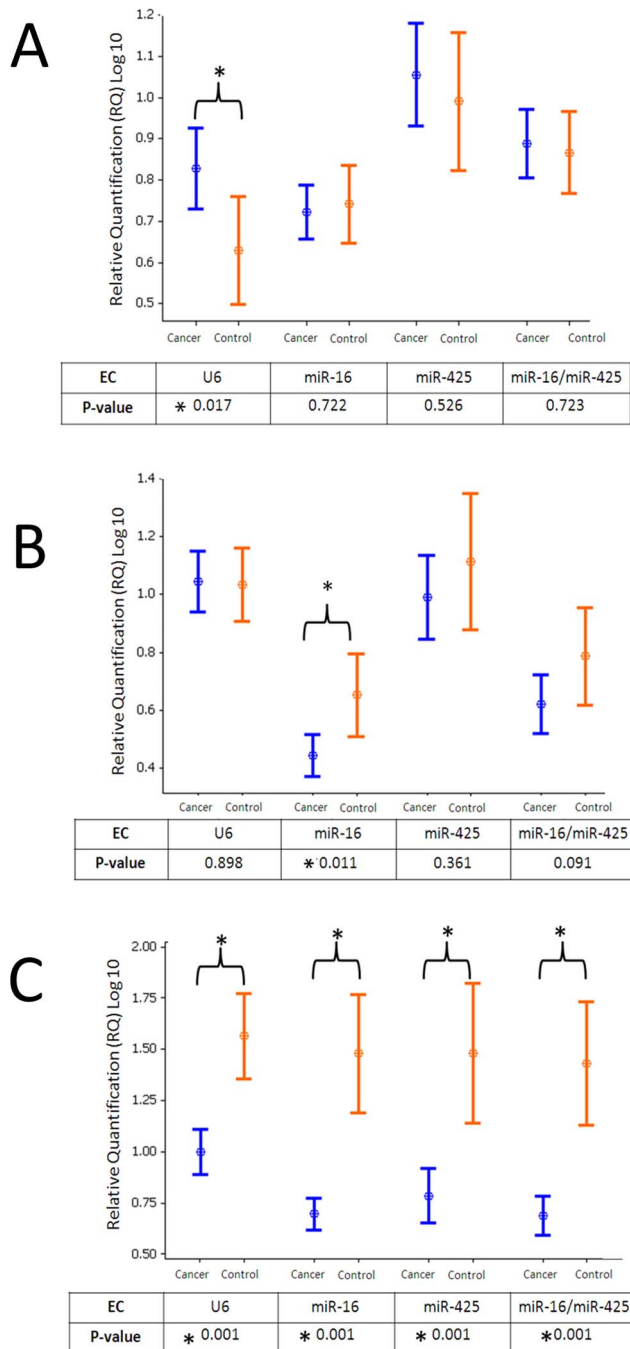 A
Relative Quantification (RQ) Log10
1.2
1.1
1.0
0.9
0.8
0.7
0.6
0.5
*
Cancer Control Cancer Control Cancer Control Cancer Control
EC U6 miR-16 miR-425 miR-16/miR-425
P-value * 0.017 0.722 0.526 0.723
B
Relative Quantification (RQ) Log10
1.4
1.2
1.0
0.8
0.6
0.4
*
Cancer Control Cancer Control Cancer Control Cancer Control
EC U6 miR-16 miR-425 miR-16/miR-425
P-value 0.898 * 0.011 0.361 0.091
C
Relative Quantification (RQ) Log10
* * * *
2.00
1.75
1.50
1.25
1.00
0.75
0.50
Cancer Control Cancer Control Cancer Control Cancer Control
EC U6 miR-16 miR-425 miR-16/miR-425
P-value * 0.001 * 0.001 * 0.001 *0.001